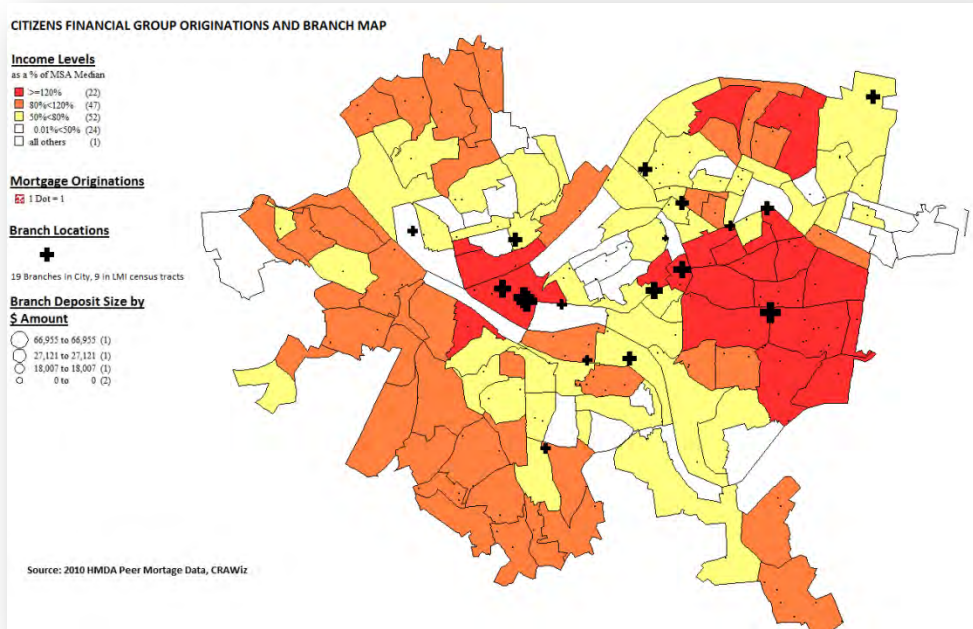 CITIZENS FINANCIAL GROUP ORIGINATIONS AND BRANCH MAP
Income Levels
as a % of MSA Median
>=120% (22)
80%<120% (47)
50%<80% (52)
0.01%<50% (24)
all others (1)
Mortgage Originations
1 Dot = 1
Branch Locations
19 Branches in City, 9 in LMI census tracts
Branch Deposit Size by
$ Amount
66,955 to 66,955 (1)
27,121 to 27,121 (1)
18,007 to 18,007 (1)
0 to 0 (2)
Source: 2010 HMDA Peer Mortage Data, CRAWiz